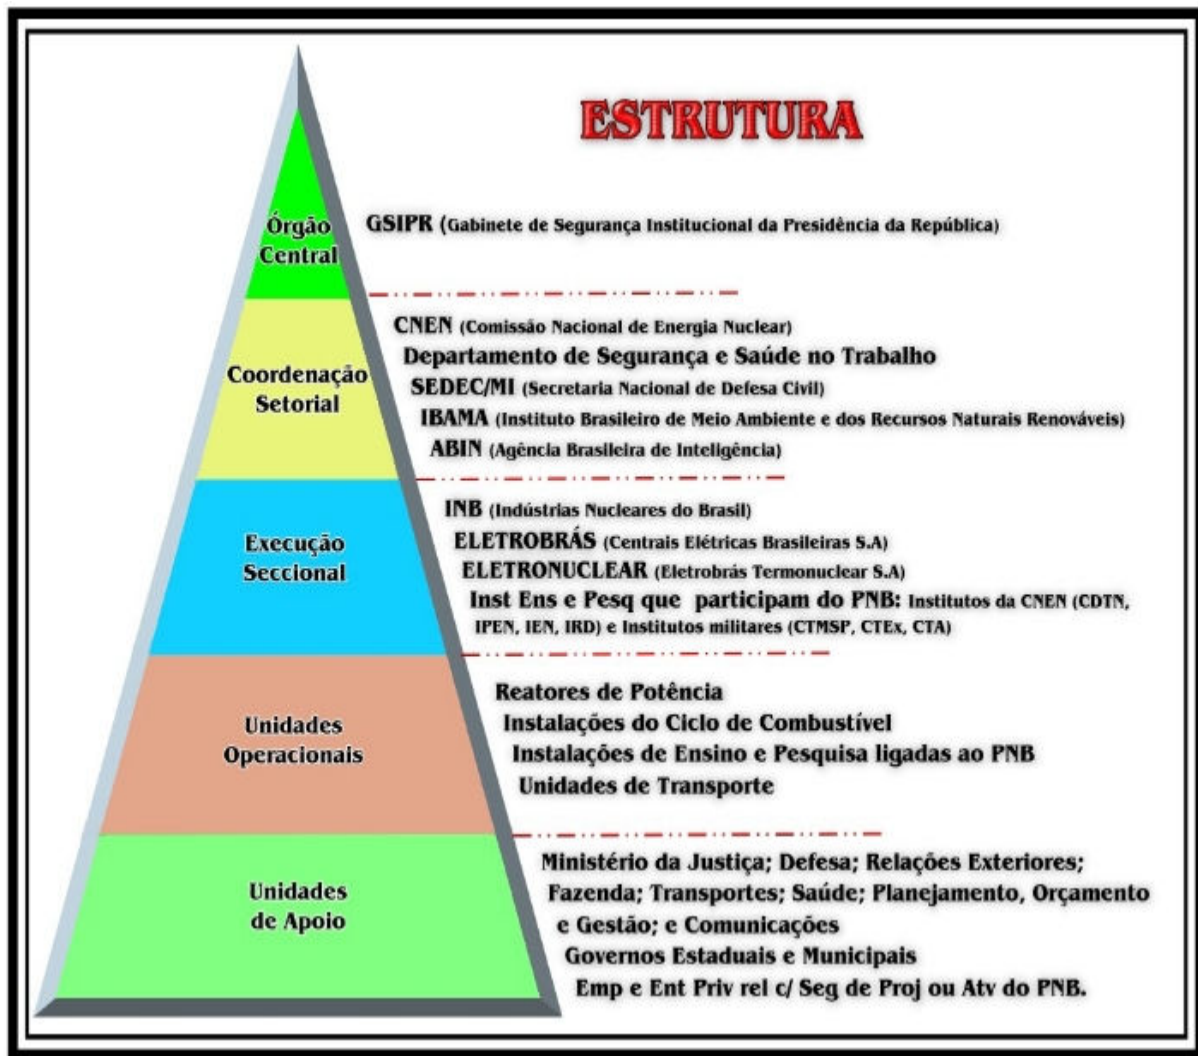 ESTRUTURA
Órgão
Central
GSIPR (Gabinete de Segurança Institucional da Presidência da República)
Coordenação
Setorial
CNEN (Comissão Nacional de Energia Nuclear)
Departamento de Segurança e Saúde no Trabalho
SEDEC/MI (Secretaria Nacional de Defesa Civil)
IBAMA (Instituto Brasileiro de Meio Ambiente e dos Recursos Naturais Renováveis)
ABIN (Agência Brasileira de Inteligência)
Execução
Seccional
INB (Indústrias Nucleares do Brasil)
ELETROBRÁS (Centrais Elétricas Brasileiras S.A)
ELETRONUCLEAR (Eletrobrás Termonuclear S.A)
Inst Ens e Pesq que participam do PNB: Institutos da CNEN (CDTN,
IPEN, IEN, IRD) e Institutos militares (CTMSP, CTEx, CTA)
Unidades
Operacionais
Reatores de Potência
Instalações do Ciclo de Combustível
Instalações de Ensino e Pesquisa ligadas ao PNB
Unidades de Transporte
Unidades
de Apoio
Ministério da Justiça; Defesa; Relações Exteriores;
Fazenda; Transportes; Saúde; Planejamento, Orçamento
e Gestão; e Comunicações
Governos Estaduais e Municipais
Emp e Ent Priv rel c/ Seg de Proj ou Atv do PNB.